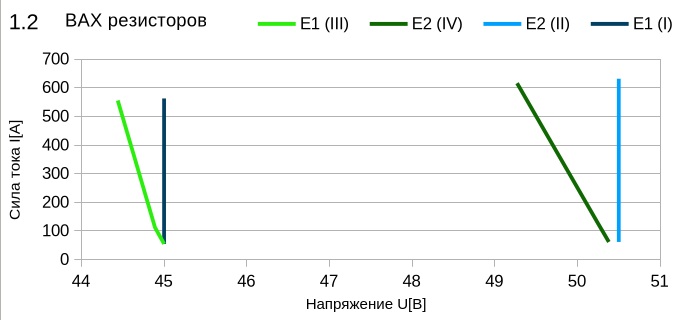 1.2 ВАХ резисторов
E1 (III) E2 (IV) E2 (II) E1 (I)
700
600
500
400
300
200
100
0
Сила тока I[A]
44 45 46 47 48 49 50 51
Напряжение U[B]